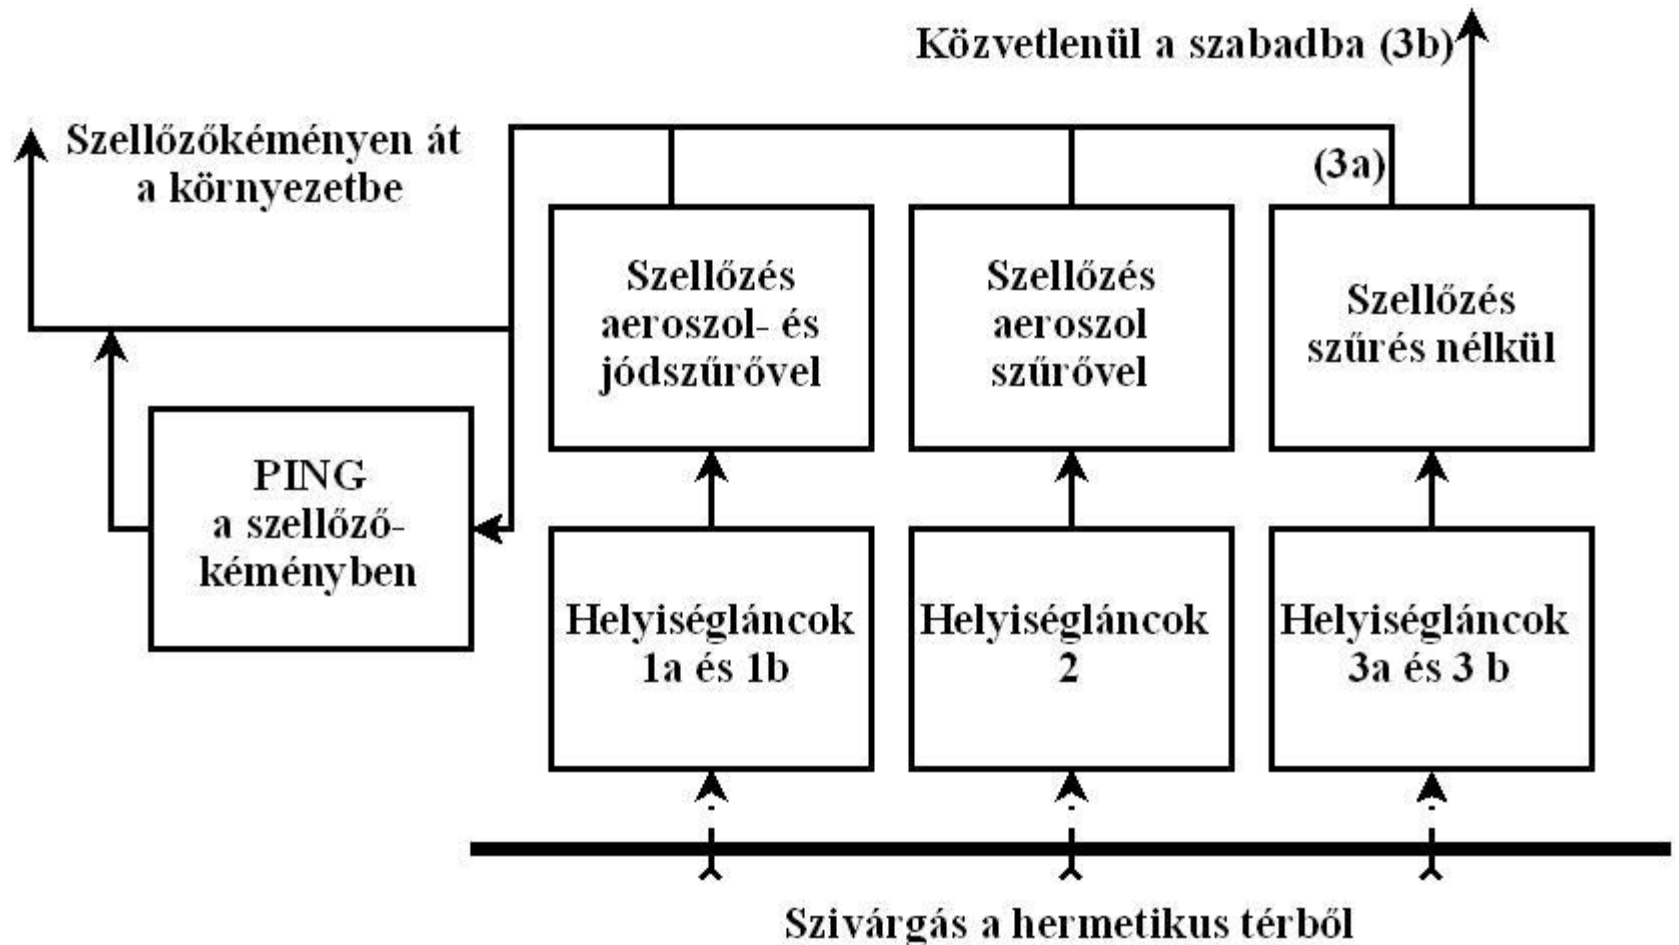 Közvetlenül a szabadba (3b)
Szellőzőkéményen át
a környezetbe
(3a)
Szellőzés
aeroszol- és
jódszűrővel
Szellőzés
aeroszol
szűrővel
Szellőzés
szűrés nélkül
PING
a szellőző-
kéményben
Helyiségláncok
1a és 1b
Helyiségláncok
2
Helyiségláncok
3a és 3 b
Szivárgás a hermetikus térből